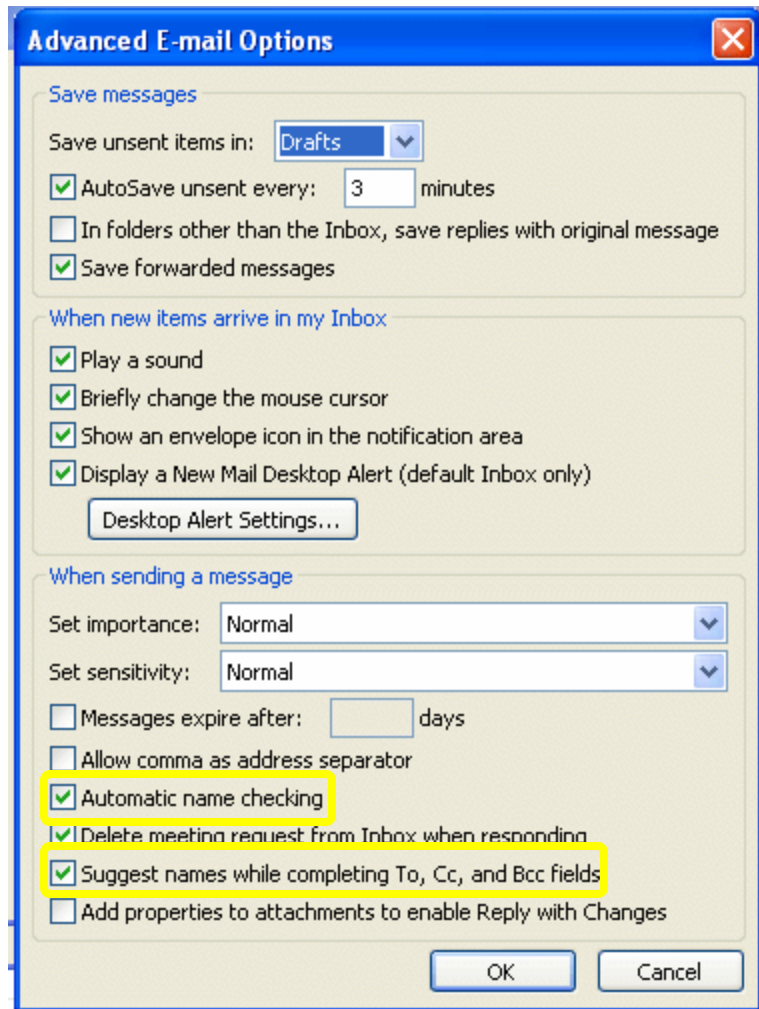 Advanced E-mail Options
Save messages
Save unsent items in: Drafts
AutoSave unsent every: 3 minutes
In folders other than the Inbox, save replies with original message
Save forwarded messages
When new items arrive in my Inbox
Play a sound
Briefly change the mouse cursor
Show an envelope icon in the notification area
Display a New Mail Desktop Alert (default Inbox only)
Desktop Alert Settings...
When sending a message
Set importance: Normal
Set sensitivity: Normal
Messages expire after: days
Allow comma as address separator
Automatic name checking
Delete meeting request from Inbox when responding
Suggest names while completing To, Cc, and Bcc fields
Add properties to attachments to enable Reply with Changes
OK Cancel